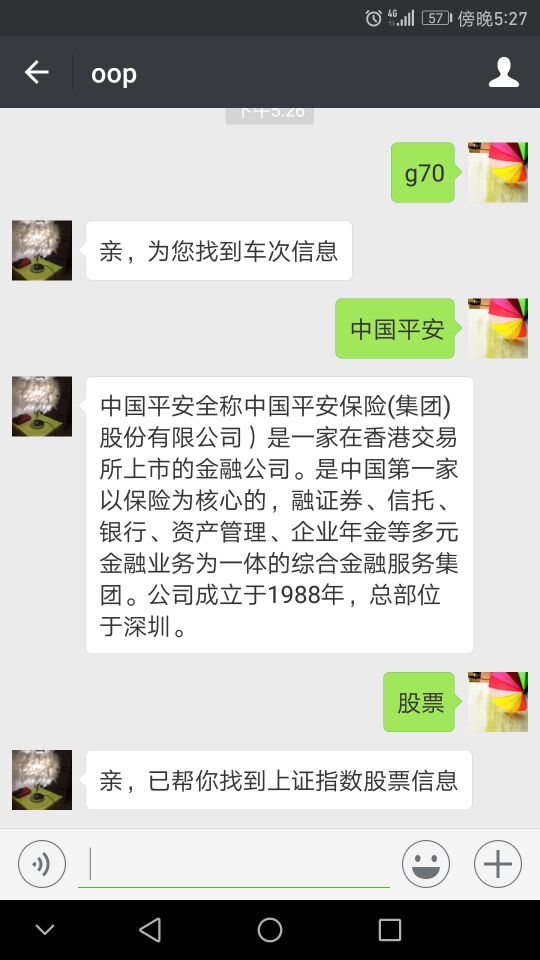 4G
57
傍晚5:27
oop
下午5:26
g70
亲，为您找到车次信息
中国平安
中国平安全称中国平安保险(集团)
股份有限公司）是一家在香港交易
所上市的金融公司。是中国第一家
以保险为核心的，融证券、信托、
银行、资产管理、企业年金等多元
金融业务为一体的综合金融服务集
团。公司成立于1988年，总部位
于深圳。
股票
亲，已帮你找到上证指数股票信息